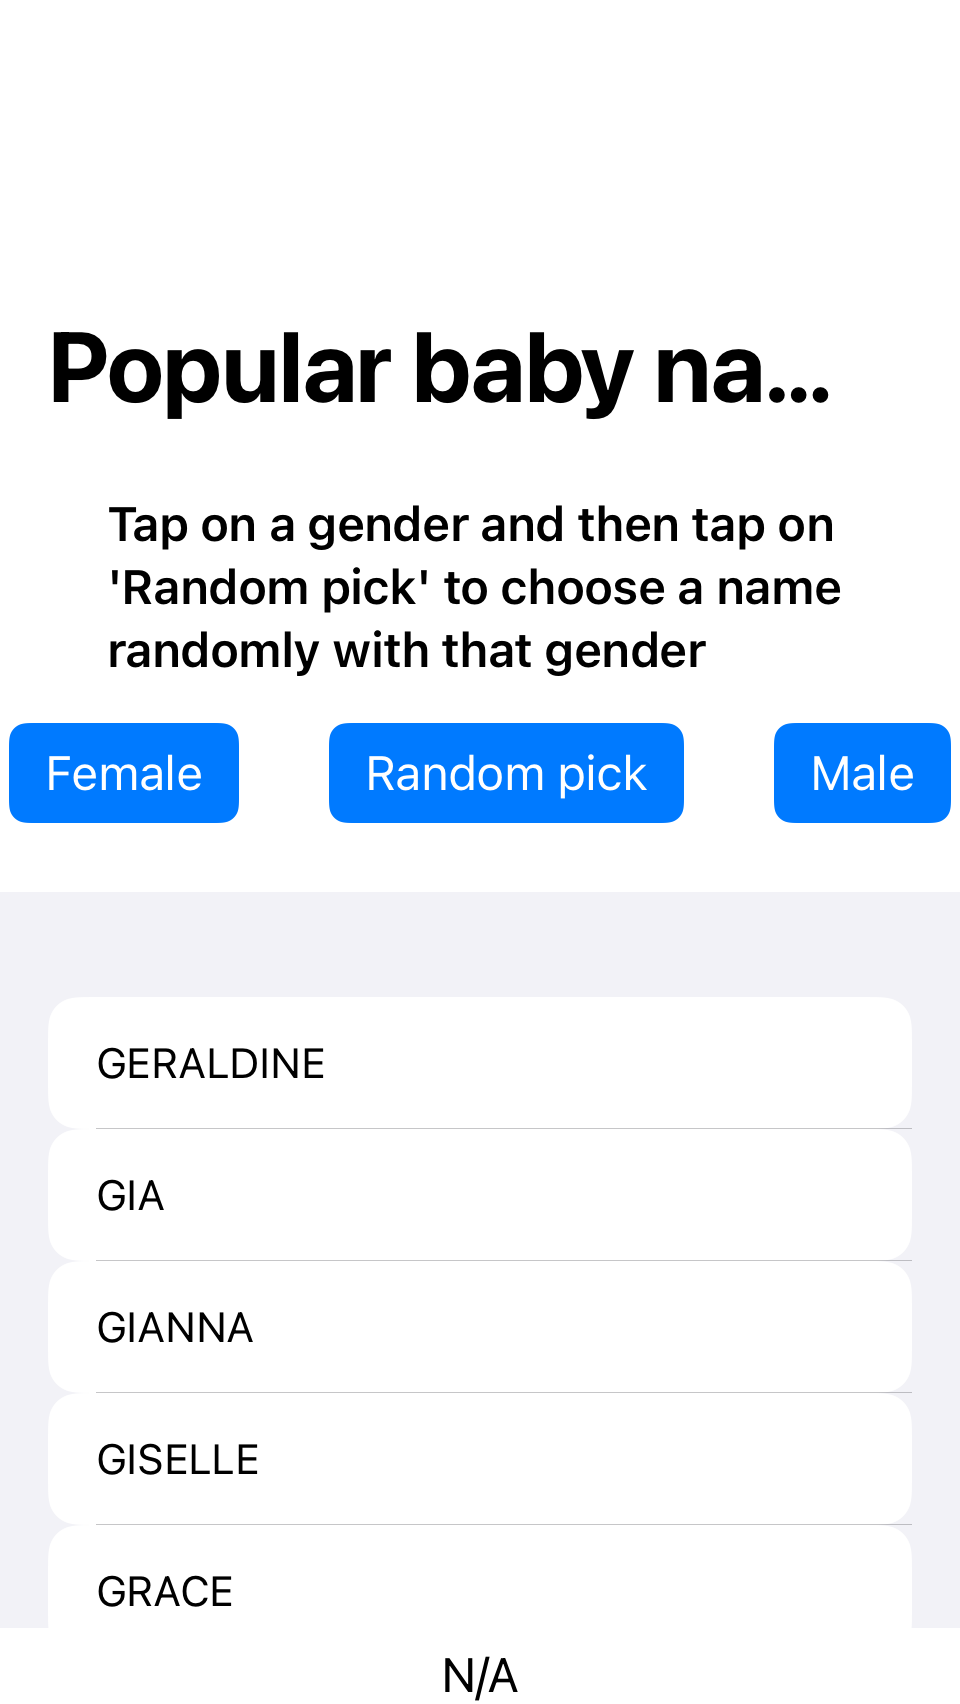 Popular baby na...
Tap on a gender and then tap on
'Random pick' to choose a name
randomly with that gender
Female Random pick Male
GERALDINE
GIA
GIANNA
GISELLE
GRACE
N/A